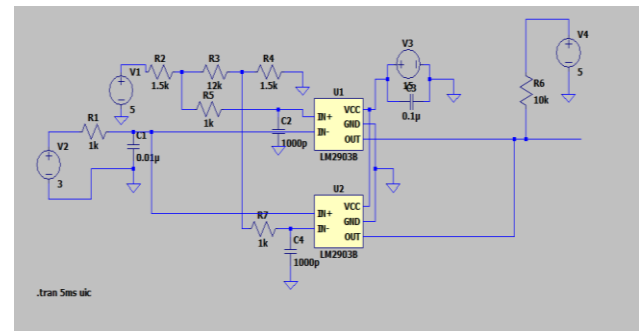 V4
5
R6
10k
V3
15
C3
0.1µ
V1
5
R2
1.5k
R3
12k
R4
1.5k
R5
1k
C2
1000p
U1
IN+
IN-
VCC
GND
OUT
LM2903B
R1
1k
C1
0.01µ
V2
3
U2
IN+
IN-
VCC
GND
OUT
LM2903B
R7
1k
C4
1000p
.tran 5ms uic